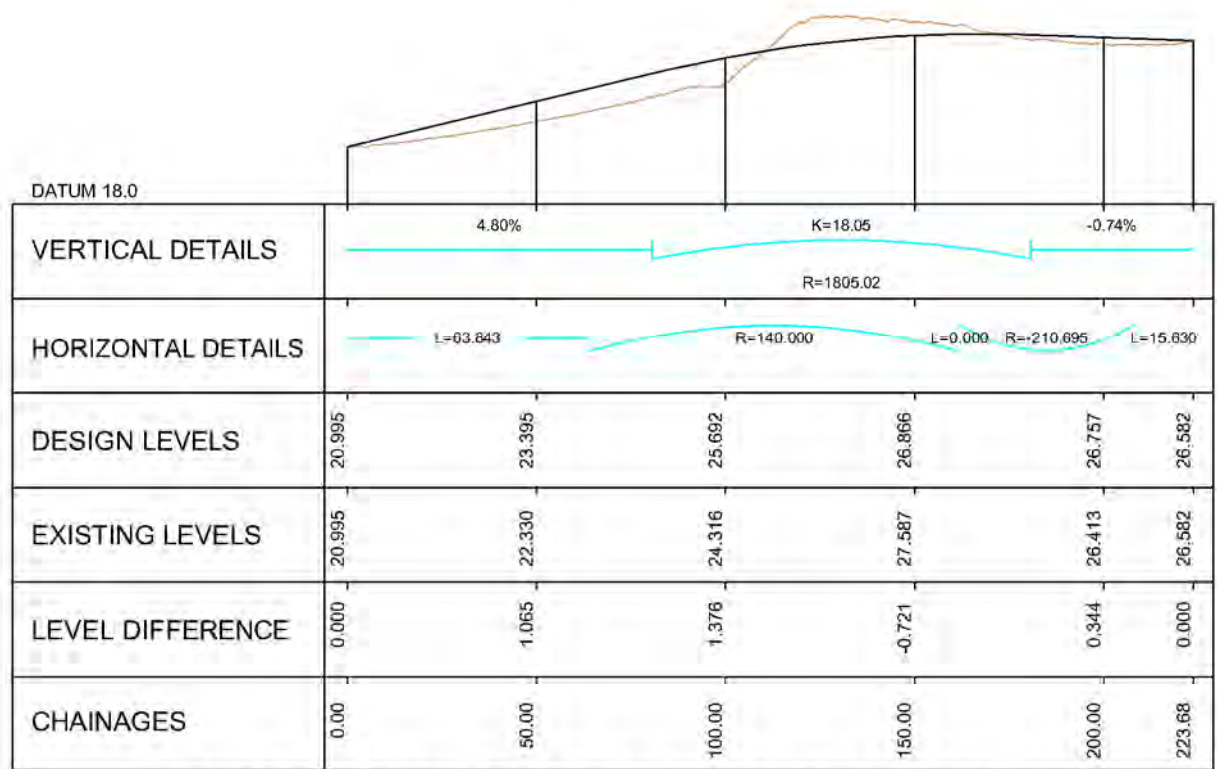 DATUM 18.0
VERTICAL DETAILS
4.80%
K=18.05
-0.74%
R=1805.02
HORIZONTAL DETAILS
L=63.843
R=140.000
L=0.000
R=-210.695
L=15.630
DESIGN LEVELS
20.995
23.395
25.692
26.866
26.757
26.582
EXISTING LEVELS
20.995
22.330
24.316
27.587
26.413
26.582
LEVEL DIFFERENCE
0.000
1.065
1.376
-0.721
0.344
0.000
CHAINAGES
0.00
50.00
100.00
150.00
200.00
223.68